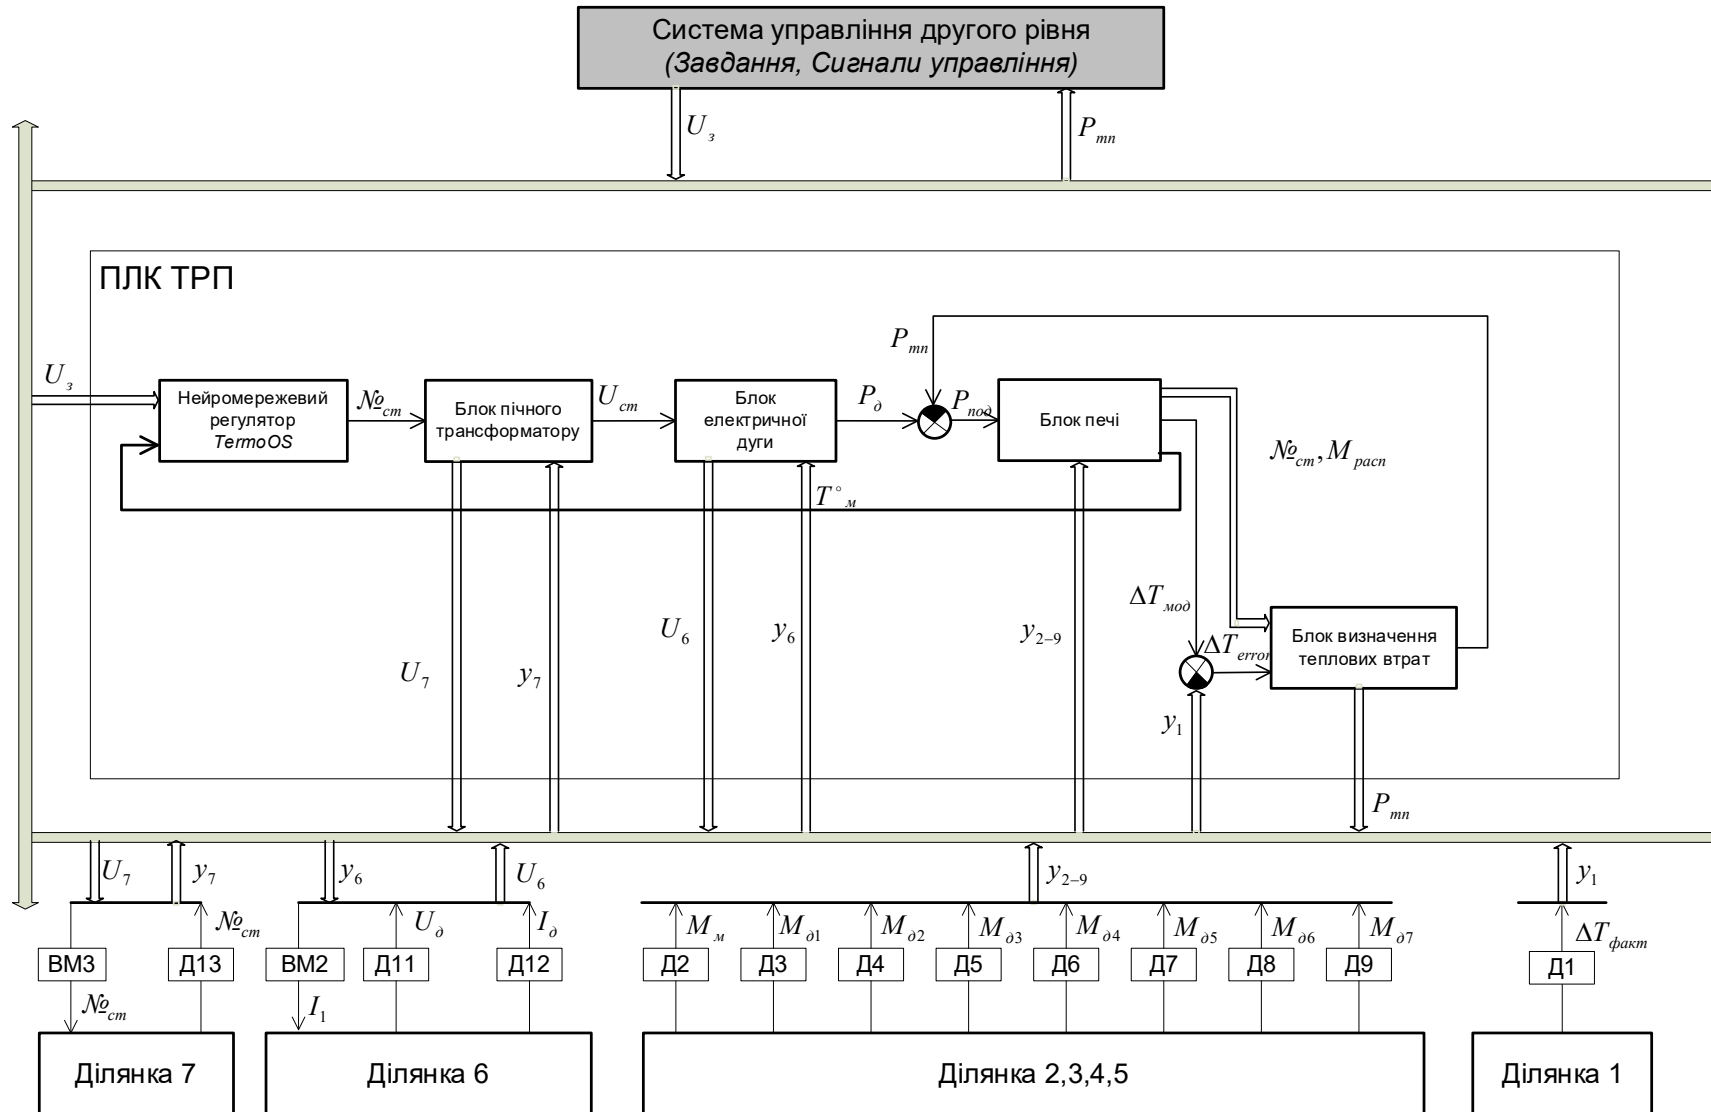 Система управління другого рівня
(Завдання, Сигнали управління)
U_з
P_тп
ПЛК ТРП
U_з
Нейромережевий
регулятор
TermoOS
№_ст
Блок пічного
трансформатору
U_ст
Блок
електричної
дуги
P_д
P_тп
P_под
Блок печі
№_ст, M_расп
T°_м
ΔT_мод
ΔT_error
Блок визначення
теплових втрат
U_7
y_7
U_6
y_6
y_2–9
y_1
P_тп
U_7
y_7
y_6
U_6
y_2–9
y_1
№_ст
U_д
I_д
M_м
M_д1
M_д2
M_д3
M_д4
M_д5
M_д6
M_д7
ΔT_факт
ВМ3
Д13
ВМ2
Д11
Д12
Д2
Д3
Д4
Д5
Д6
Д7
Д8
Д9
Д1
№_ст
I_1
Ділянка 7
Ділянка 6
Ділянка 2,3,4,5
Ділянка 1